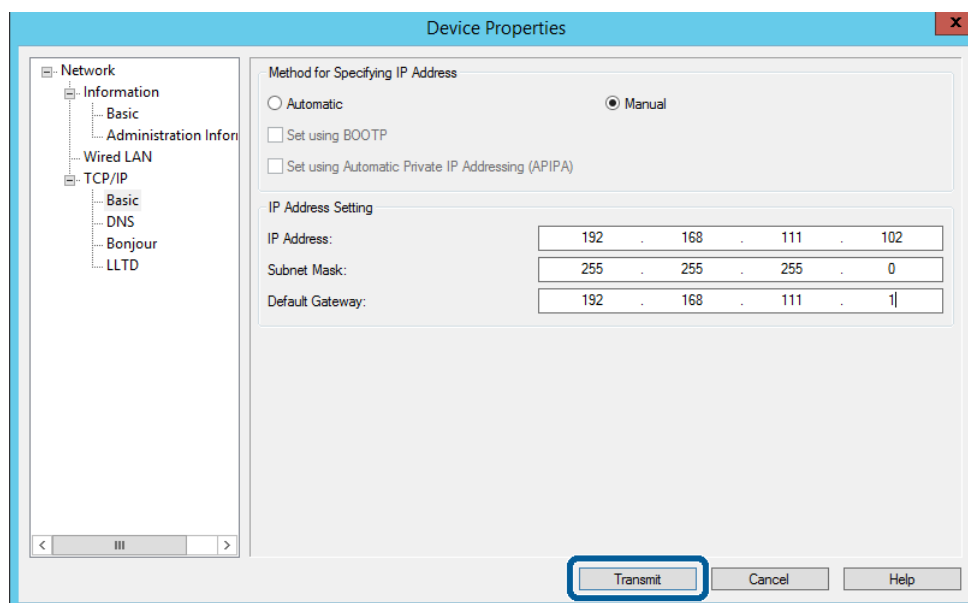 Device Properties
x
Network
Information
Basic
Administration Infor
Wired LAN
TCP/IP
Basic
DNS
Bonjour
LLTD
Method for Specifying IP Address
Automatic Manual
Set using BOOTP
Set using Automatic Private IP Addressing (APIPA)
IP Address Setting
IP Address: 192 . 168 . 111 . 102
Subnet Mask: 255 . 255 . 255 . 0
Default Gateway: 192 . 168 . 111 . 1
Transmit Cancel Help